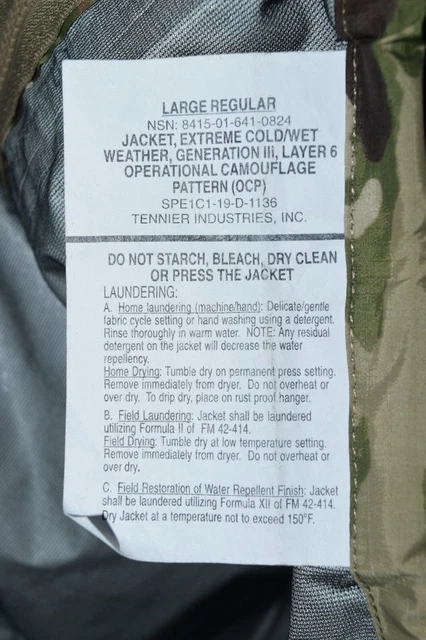 LARGE REGULAR
NSN: 8415-01-641-0824
JACKET, EXTREME COLD/WET
WEATHER, GENERATION III, LAYER 6
OPERATIONAL CAMOUFLAGE
PATTERN (OCP)
SPE1C1-19-D-1136
TENNIER INDUSTRIES, INC.
DO NOT STARCH, BLEACH, DRY CLEAN
OR PRESS THE JACKET
LAUNDERING:
A. Home laundering (machine/hand): Delicate/gentle
fabric cycle setting or hand washing using a detergent.
Rinse thoroughly in warm water. NOTE: Any residual
detergent on the jacket will decrease the water
repellency.
Home Drying: Tumble dry on permanent press setting.
Remove immediately from dryer. Do not overheat or
over dry. To drip dry, place on rust proof hanger.
B. Field Laundering: Jacket shall be laundered
utilizing Formula II of FM 42-414.
Field Drying: Tumble dry at low temperature setting.
Remove immediately from dryer. Do not overheat or
over dry.
C. Field Restoration of Water Repellent Finish: Jacket
shall be laundered utilizing Formula XII of FM 42-414.
Dry Jacket at a temperature not to exceed 150°F.